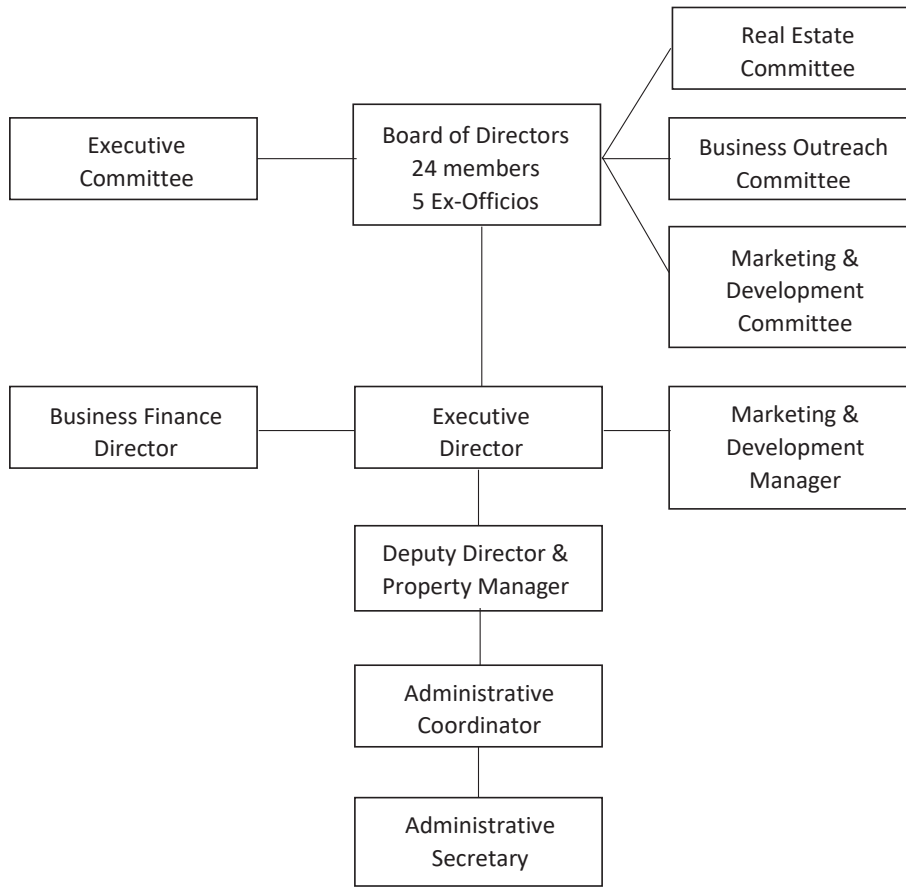 Real Estate
Committee
Executive
Committee
Board of Directors
24 members
5 Ex-Officios
Business Outreach
Committee
Marketing &
Development
Committee
Business Finance
Director
Executive
Director
Marketing &
Development
Manager
Deputy Director &
Property Manager
Administrative
Coordinator
Administrative
Secretary